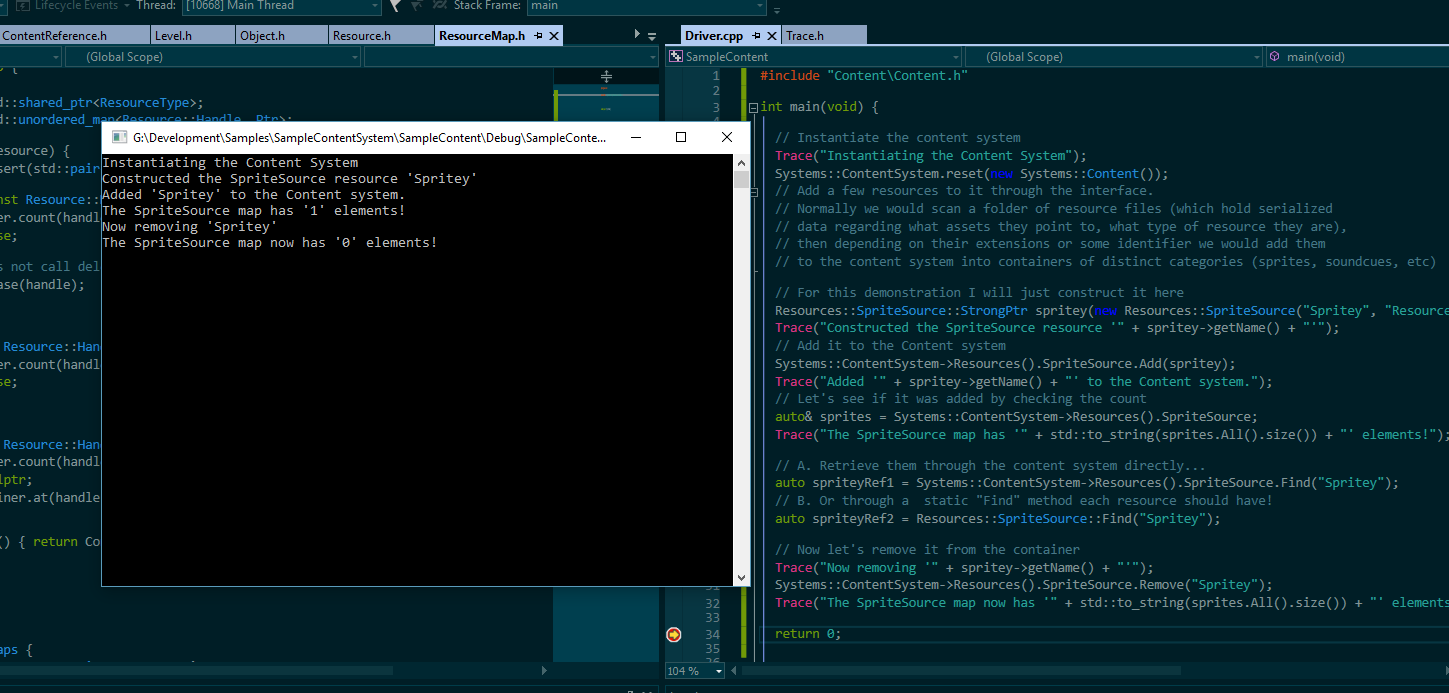 Lifecycle Events Thread: [10668] Main Thread Stack Frame: main
ContentReference.h Level.h Object.h Resource.h ResourceMap.h Driver.cpp Trace.h
(Global Scope) SampleContent (Global Scope) main(void)
{
d::shared_ptr<ResourceType>;
d::unordered_map<Resource::Handle, Ptr>;
esource) {
sert(std::pair
nst Resource::
er.count(handl
se;
s not call del
ase(handle);
Resource::Han
er.count(handl
se;
Resource::Han
er.count(handl
lptr;
iner.at(handle
() { return Co
aps {
G:\Development\Samples\SampleContentSystem\SampleContent\Debug\SampleConte...
Instantiating the Content System
Constructed the SpriteSource resource 'Spritey'
Added 'Spritey' to the Content system.
The SpriteSource map has '1' elements!
Now removing 'Spritey'
The SpriteSource map now has '0' elements!
1 #include "Content\Content.h"
2
3 int main(void) {
// Instantiate the content system
Trace("Instantiating the Content System");
Systems::ContentSystem.reset(new Systems::Content());
// Add a few resources to it through the interface.
// Normally we would scan a folder of resource files (which hold serialized
// data regarding what assets they point to, what type of resource they are),
// then depending on their extensions or some identifier we would add them
// to the content system into containers of distinct categories (sprites, soundcues, etc)
// For this demonstration I will just construct it here
Resources::SpriteSource::StrongPtr spritey(new Resources::SpriteSource("Spritey", "Resource
Trace("Constructed the SpriteSource resource '" + spritey->getName() + "'");
// Add it to the Content system
Systems::ContentSystem->Resources().SpriteSource.Add(spritey);
Trace("Added '" + spritey->getName() + "' to the Content system.");
// Let's see if it was added by checking the count
auto& sprites = Systems::ContentSystem->Resources().SpriteSource;
Trace("The SpriteSource map has '" + std::to_string(sprites.All().size()) + "' elements!");
// A. Retrieve them through the content system directly...
auto spriteyRef1 = Systems::ContentSystem->Resources().SpriteSource.Find("Spritey");
// B. Or through a  static "Find" method each resource should have!
auto spriteyRef2 = Resources::SpriteSource::Find("Spritey");
// Now let's remove it from the container
Trace("Now removing '" + spritey->getName() + "'");
Systems::ContentSystem->Resources().SpriteSource.Remove("Spritey");
32 Trace("The SpriteSource map now has '" + std::to_string(sprites.All().size()) + "' elements
33
34 return 0;
35
104 %